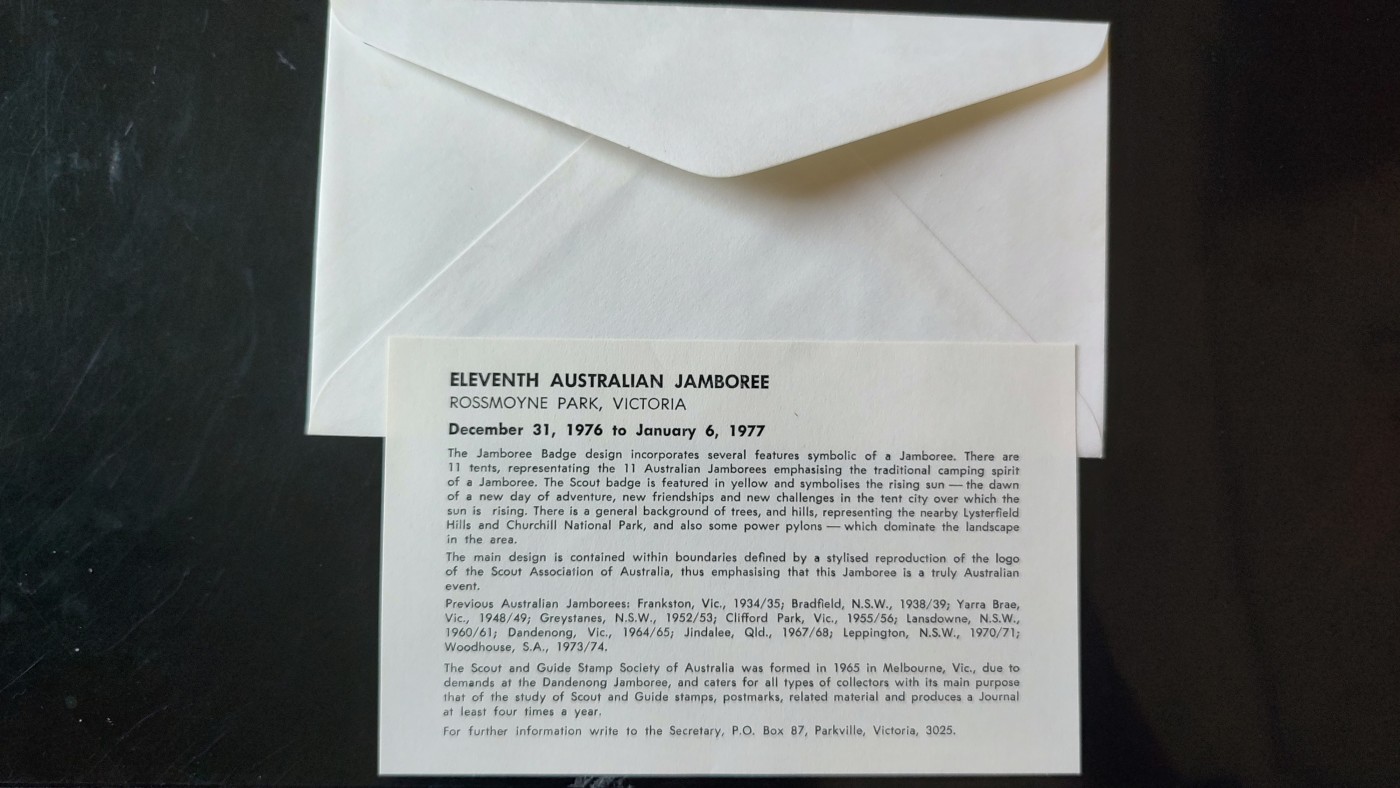 ELEVENTH AUSTRALIAN JAMBOREE
ROSSMOYNE PARK, VICTORIA
December 31, 1976 to January 6, 1977
The Jamboree Badge design incorporates several features symbolic of a Jamboree. There are
11 tents, representating the 11 Australian Jamborees emphasising the traditional camping spirit
of a Jamboree. The Scout badge is featured in yellow and symbolises the rising sun — the dawn
of a new day of adventure, new friendships and new challenges in the tent city over which the
sun is rising. There is a general background of trees, and hills, representing the nearby Lysterfield
Hills and Churchill National Park, and also some power pylons — which dominate the landscape
in the area.
The main design is contained within boundaries defined by a stylised reproduction of the logo
of the Scout Association of Australia, thus emphasising that this Jamboree is a truly Australian
event.
Previous Australian Jamborees: Frankston, Vic., 1934/35; Bradfield, N.S.W., 1938/39; Yarra Brae,
Vic., 1948/49; Greystanes, N.S.W., 1952/53; Clifford Park, Vic., 1955/56; Lansdowne, N.S.W.,
1960/61; Dandenong, Vic., 1964/65; Jindalee, Qld., 1967/68; Leppington, N.S.W., 1970/71;
Woodhouse, S.A., 1973/74.
The Scout and Guide Stamp Society of Australia was formed in 1965 in Melbourne, Vic., due to
demands at the Dandenong Jamboree, and caters for all types of collectors with its main purpose
that of the study of Scout and Guide stamps, postmarks, related material and produces a Journal
at least four times a year.
For further information write to the Secretary, P.O. Box 87, Parkville, Victoria, 3025.